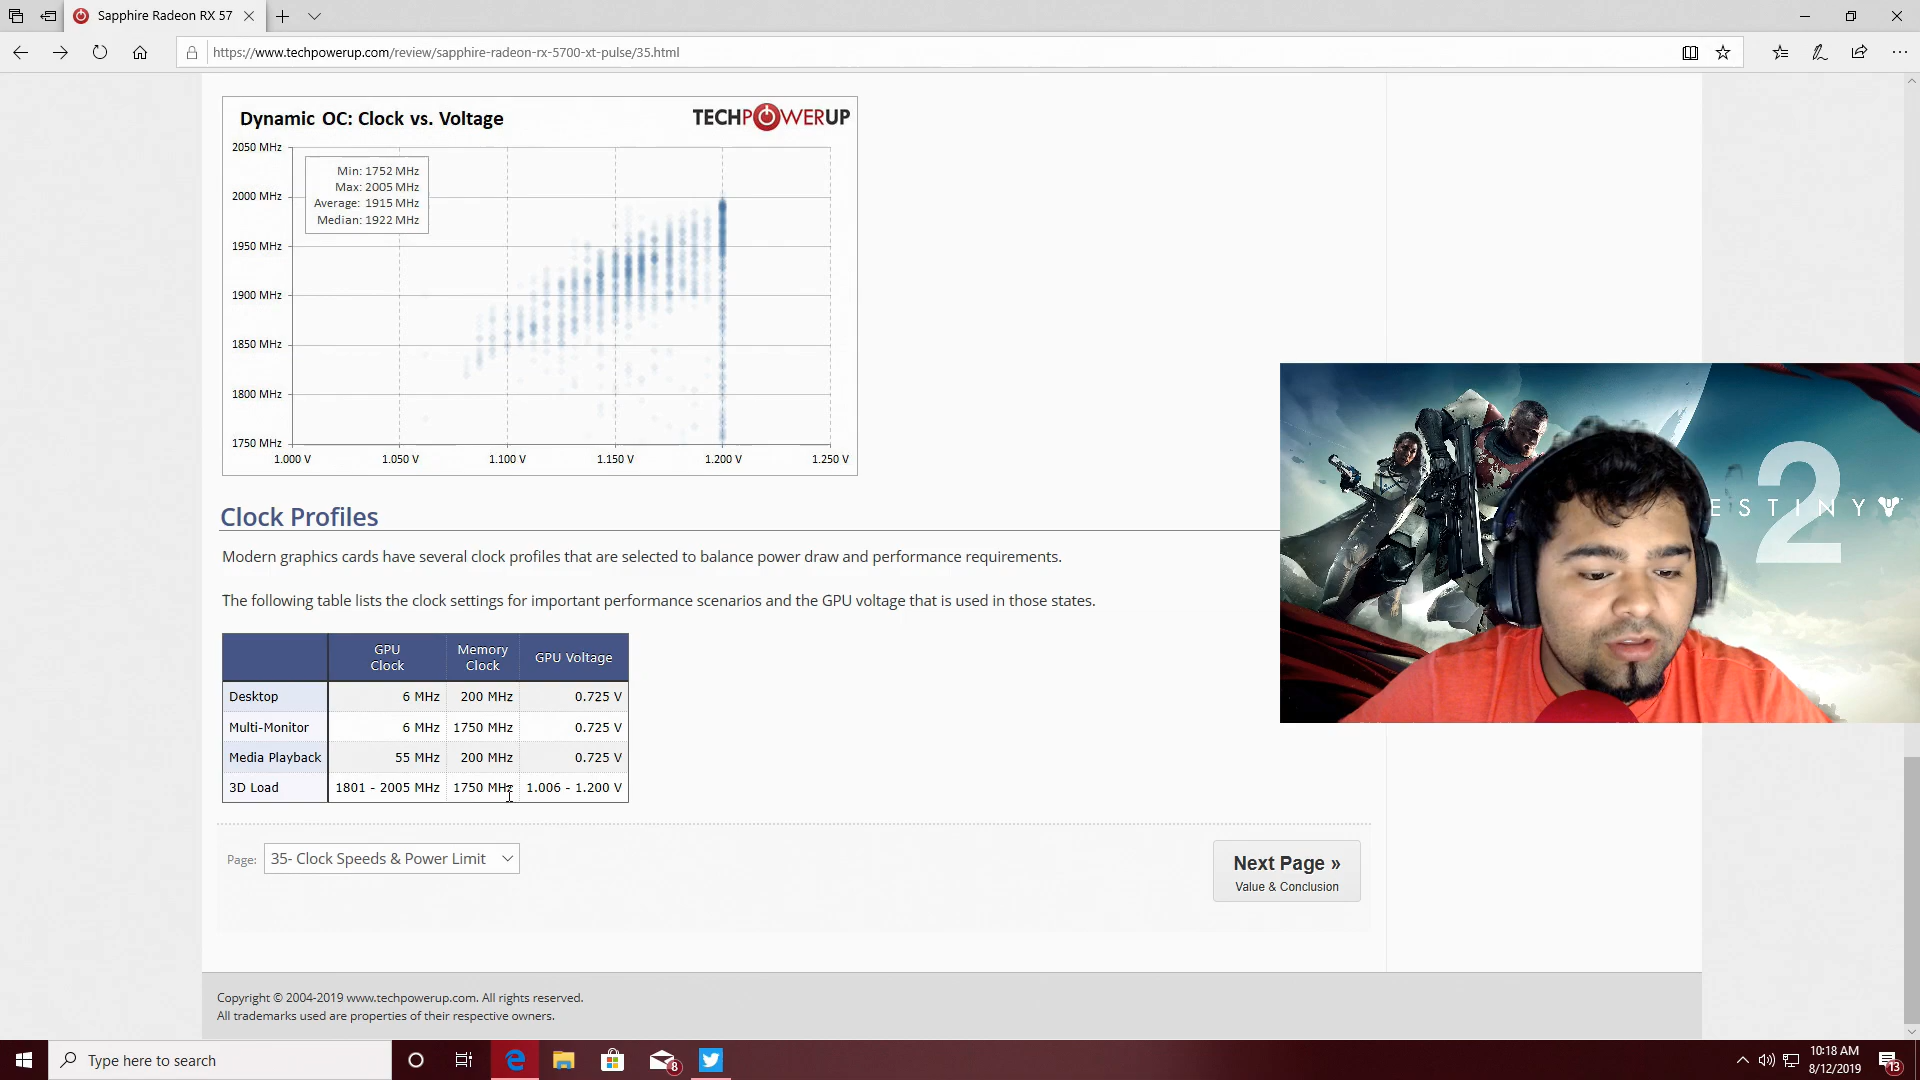 Sapphire Radeon RX 57
https://www.techpowerup.com/review/sapphire-radeon-rx-5700-xt-pulse/35.html
Dynamic OC: Clock vs. Voltage
TECHPOWERUP
2050 MHz
Min: 1752 MHz
Max: 2005 MHz
2000 MHz
Average: 1915 MHz
Median: 1922 MHz
1950 MHz
1900 MHz
1850 MHz
1800 MHz
1750 MHz
1.000 V 1.050 V 1.100 V 1.150 V 1.200 V 1.250 V
2
ESTINY
Clock Profiles
Modern graphics cards have several clock profiles that are selected to balance power draw and performance requirements.
The following table lists the clock settings for important performance scenarios and the GPU voltage that is used in those states.
GPU Clock Memory Clock GPU Voltage
Desktop 6 MHz 200 MHz 0.725 V
Multi-Monitor 6 MHz 1750 MHz 0.725 V
Media Playback 55 MHz 200 MHz 0.725 V
3D Load 1801 - 2005 MHz 1750 MHz 1.006 - 1.200 V
Page: 35- Clock Speeds & Power Limit
Next Page »
Value & Conclusion
Copyright © 2004-2019 www.techpowerup.com. All rights reserved.
All trademarks used are properties of their respective owners.
Type here to search
8
10:18 AM
8/12/2019
13